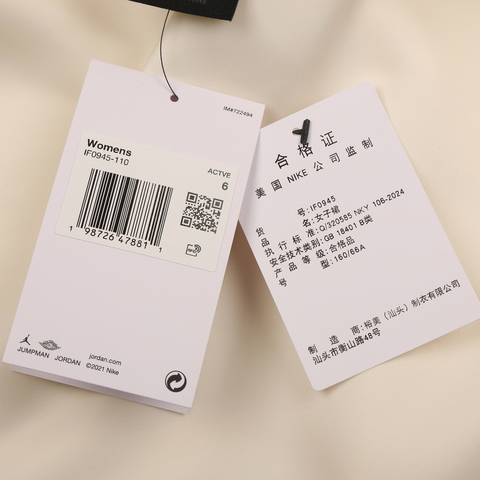 IM#722494
Womens
IF0945-110
ACTVE
6
1 98726 47881 1
JUMPMAN JORDAN
jordan.com
©2021 Nike
合格证
美国 NIKE 公司监制
货 号: IF0945
品 名: 女子裙
执行标准: Q/320585 NKY 106-2024
安全技术类别: GB 18401 B类
产品等级: 合格品
号 型: 160/66A
制造商: 裕美（汕头）制衣有限公司
汕头市衡山路48号